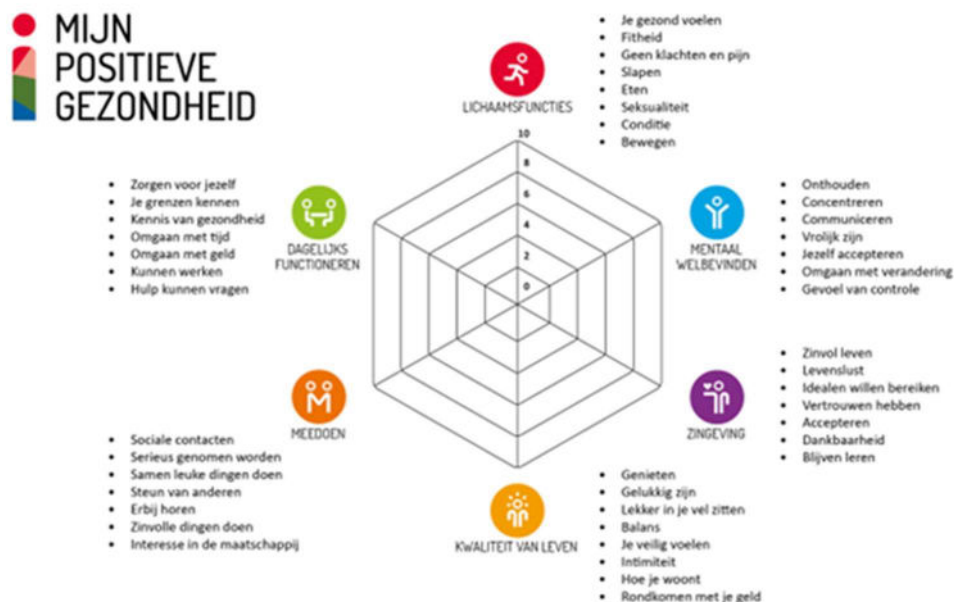 MIJN
POSITIEVE
GEZONDHEID
LICHAAMSFUNCTIES
Je gezond voelen
Fitheid
Geen klachten en pijn
Slapen
Eten
Seksualiteit
Conditie
Bewegen
10
8
6
4
2
0
MENTAAL
WELBEVINDEN
Onthouden
Concentreren
Communiceren
Vrolijk zijn
Jezelf accepteren
Omgaan met verandering
Gevoel van controle
ZINGEVING
Zinvol leven
Levenslust
Idealen willen bereiken
Vertrouwen hebben
Accepteren
Dankbaarheid
Blijven leren
KWALITEIT VAN LEVEN
Genieten
Gelukkig zijn
Lekker in je vel zitten
Balans
Je veilig voelen
Intimiteit
Hoe je woont
Rondkomen met je geld
MEEDOEN
Sociale contacten
Serieus genomen worden
Samen leuke dingen doen
Steun van anderen
Erbij horen
Zinvolle dingen doen
Interesse in de maatschappij
DAGELIJKS
FUNCTIONEREN
Zorgen voor jezelf
Je grenzen kennen
Kennis van gezondheid
Omgaan met tijd
Omgaan met geld
Kunnen werken
Hulp kunnen vragen